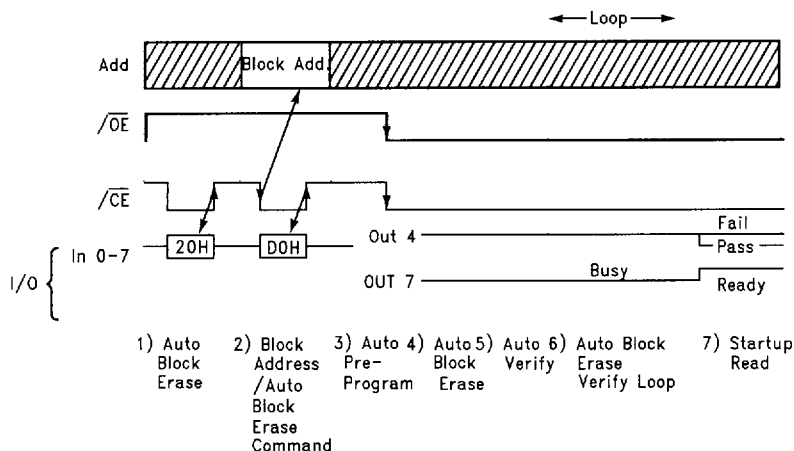 Loop
Add
Block Add.
/OE
/CE
In 0-7
20H
D0H
I/O
Out 4
Fail
Pass
OUT 7
Busy
Ready
1) Auto Block Erase
2) Block Address /Auto Block Erase Command
3) Auto Pre- Program
4) Auto Block Erase
5) Auto Verify
6) Auto Block Erase Verify Loop
7) Startup Read